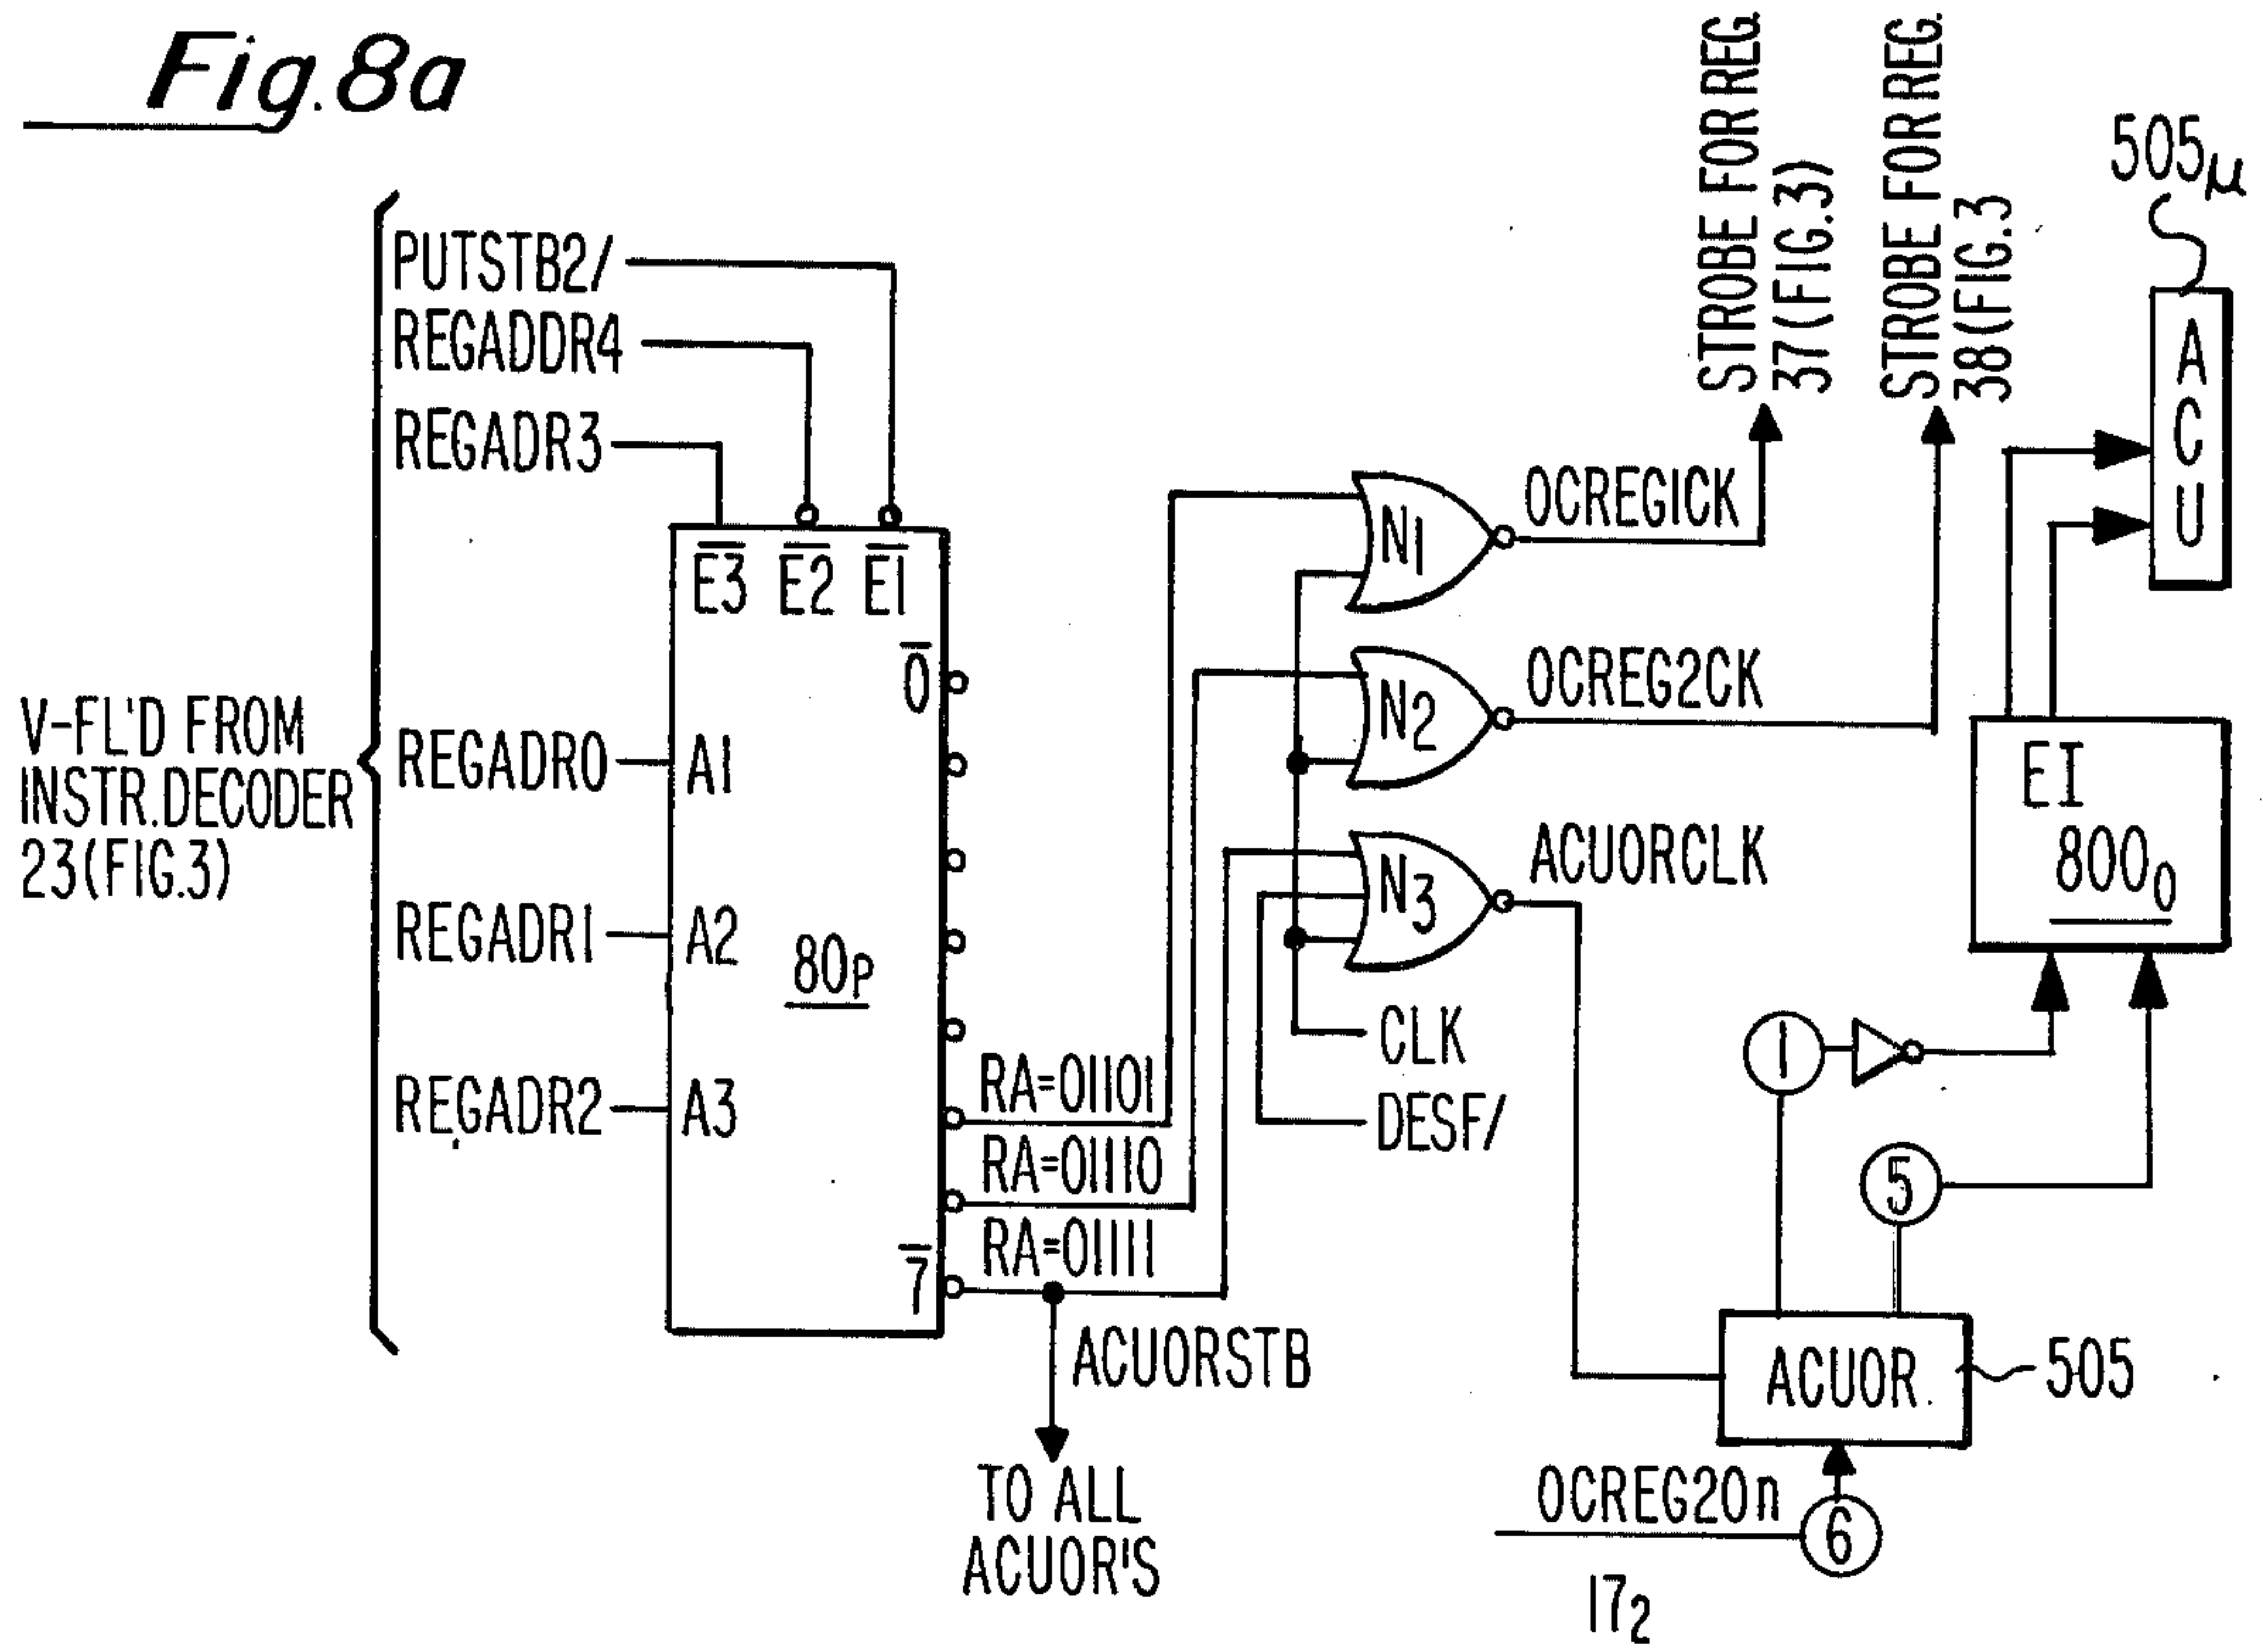 Fig.8a
STROBE FOR REG.
37(FIG.3)
STROBE FOR REG.
38(FIG.3
505μ
PUTSTB2/
REGADDR4
REGADR3
A
C
U
E3 E2 E1
0
OCREG1CK
N1
V-FL'D FROM
INSTR.DECODER
23(FIG.3)
REGADR0
A1
N2
OCREG2CK
EI
800₀
REGADR1
A2
80p
N3
ACUORCLK
CLK
DESF/
REGADR2
A3
RA=01101
RA=01110
RA=01111
7
1
5
ACUORSTB
ACUOR
505
TO ALL
ACUOR'S
OCREG20n
6
17₂